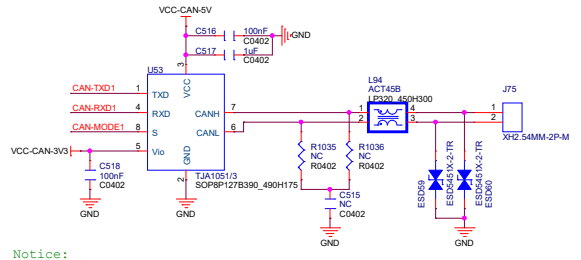 VCC-CAN-5V
C516 100nF
C0402
GND
C517 1uF
C0402
U53
3
VCC
CAN-TXD1 1 TXD
CAN-RXD1 4 RXD
CAN-MODE1 8 S
VCC-CAN-3V3 5 Vio
CANH 7
CANL 6
GND
2
TJA1051/3
SOP8P127B390_490H175
GND
C518
100nF
C0402
GND
L94
ACT45B
LP320_450H300
1 4
2 3
R1035
NC
R0402
R1036
NC
R0402
C515
NC
C0402
GND
ESD59
ESD5451X-2-TR
ESD5451X-2-TR
ESD60
GND
J75
1
2
XH2.54MM-2P-M
Notice: